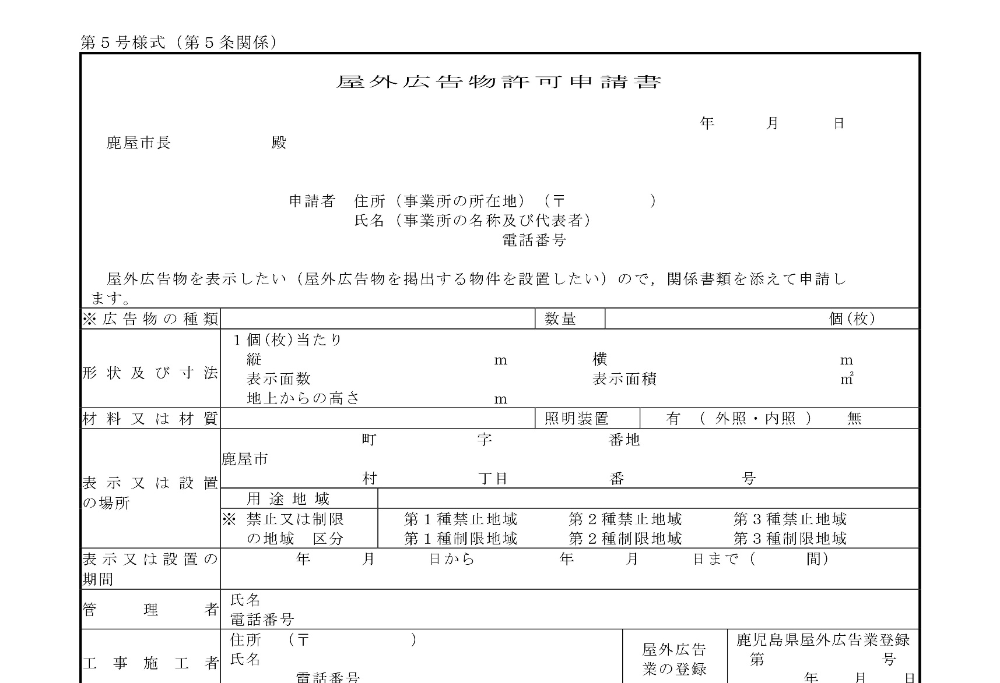 第５号様式（第５条関係）
屋外広告物許可申請書
年　　月　　日
鹿屋市長　　　　　殿
申請者　住所（事業所の所在地）（〒　　　　　）
氏名（事業所の名称及び代表者）
電話番号
屋外広告物を表示したい（屋外広告物を掲出する物件を設置したい）ので，関係書類を添えて申請し
ます。
※広告物の種類　　数量　　個(枚)
形状及び寸法
１個(枚)当たり
縦　　　　ｍ　　　　横　　　　ｍ
表示面数　　　　表示面積　　　　㎡
地上からの高さ　　　　ｍ
材料又は材質　　照明装置　　有　（ 外照・内照 ）　　無
表示又は設置
の場所
町　　　　字　　　　番地
鹿屋市
村　　　　丁目　　　　番　　　　号
用途地域
※ 禁止又は制限　　第１種禁止地域　　第２種禁止地域　　第３種禁止地域
の地域　区分　　第１種制限地域　　第２種制限地域　　第３種制限地域
表示又は設置の
期間
年　　月　　日から　　　　年　　月　　日まで（　　間）
管理者
氏名
電話番号
工事施工者
住所　（〒　　　　　）
氏名
電話番号
屋外広告
業の登録
鹿児島県屋外広告業登録
第　　　　号
年　　月　　日